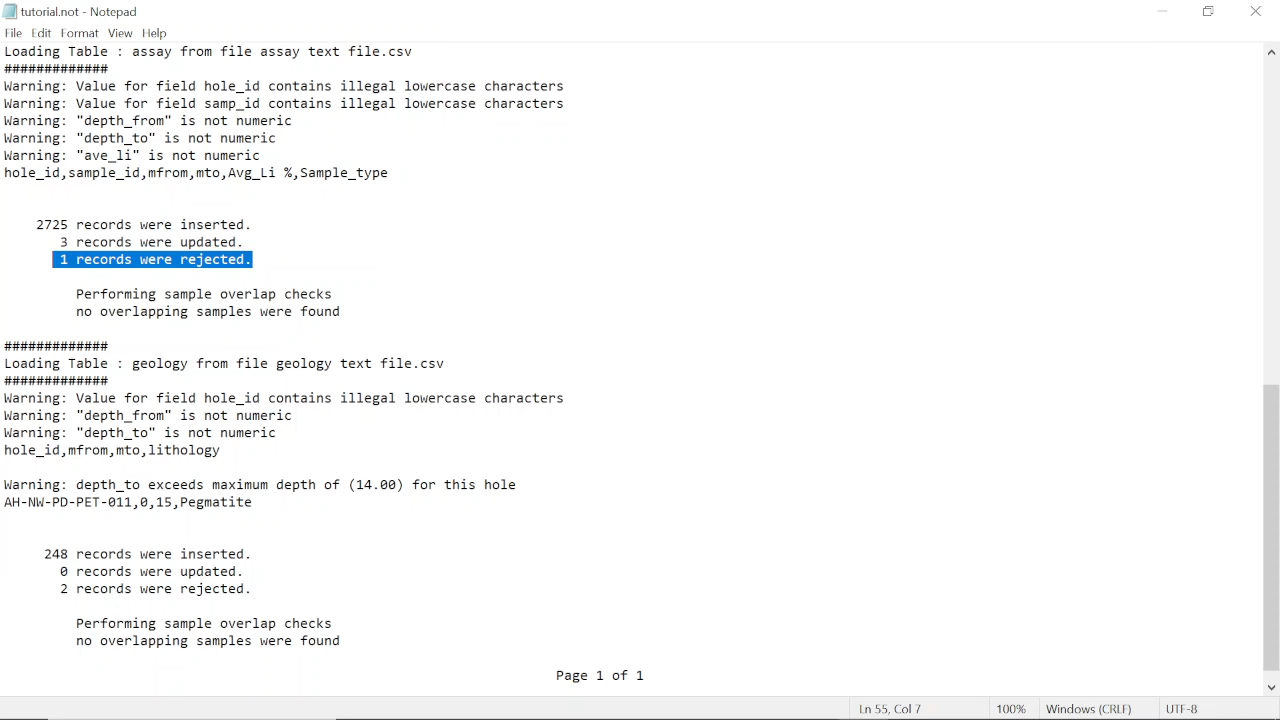 tutorial.not - Notepad
File Edit Format View Help
Loading Table : assay from file assay text file.csv
#############
Warning: Value for field hole_id contains illegal lowercase characters
Warning: Value for field samp_id contains illegal lowercase characters
Warning: "depth_from" is not numeric
Warning: "depth_to" is not numeric
Warning: "ave_li" is not numeric
hole_id,sample_id,mfrom,mto,Avg_Li %,Sample_type
2725 records were inserted.
3 records were updated.
1 records were rejected.
Performing sample overlap checks
no overlapping samples were found
#############
Loading Table : geology from file geology text file.csv
#############
Warning: Value for field hole_id contains illegal lowercase characters
Warning: "depth_from" is not numeric
Warning: "depth_to" is not numeric
hole_id,mfrom,mto,lithology
Warning: depth_to exceeds maximum depth of (14.00) for this hole
AH-NW-PD-PET-011,0,15,Pegmatite
248 records were inserted.
0 records were updated.
2 records were rejected.
Performing sample overlap checks
no overlapping samples were found
Page 1 of 1
Ln 55, Col 7 100% Windows (CRLF) UTF-8